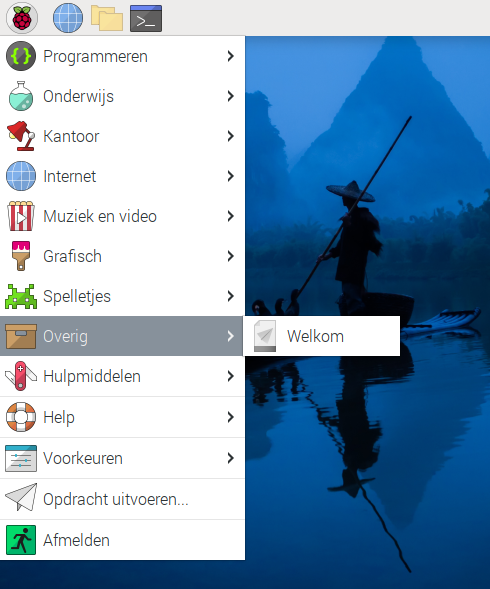 Programmeren
Onderwijs
Kantoor
Internet
Muziek en video
Grafisch
Spelletjes
Overig
Welkom
Hulpmiddelen
Help
Voorkeuren
Opdracht uitvoeren...
Afmelden